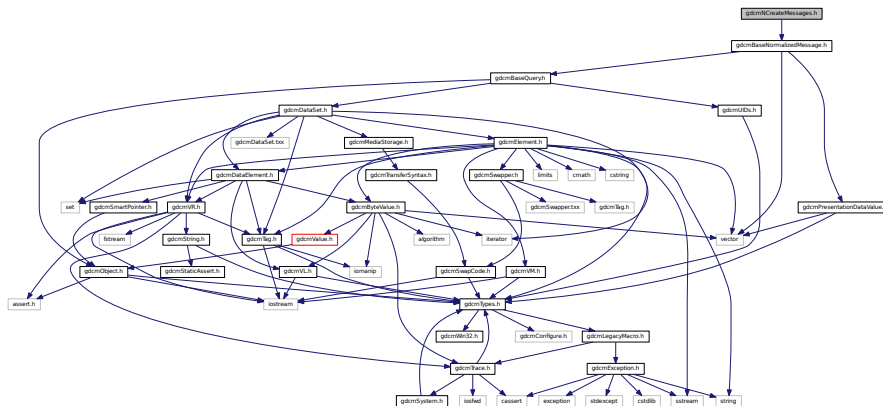 gdcmNCreateMessages.h
gdcmBaseNormalizedMessage.h
gdcmBaseQuery.h
gdcmDataSet.h
gdcmUIDs.h
gdcmDataSet.txx
gdcmMediaStorage.h
gdcmElement.h
gdcmDataElement.h
gdcmTransferSyntax.h
gdcmSwapper.h
limits
cmath
cstring
set
gdcmSmartPointer.h
gdcmVR.h
gdcmByteValue.h
gdcmSwapper.txx
gdcmTag.h
gdcmPresentationDataValue.
fstream
gdcmString.h
gdcmTag.h
gdcmValue.h
algorithm
iterator
vector
gdcmObject.h
gdcmStaticAssert.h
gdcmVL.h
iomanip
gdcmSwapCode.h
gdcmVM.h
assert.h
iostream
gdcmTypes.h
gdcmWin32.h
gdcmConfigure.h
gdcmLegacyMacro.h
gdcmTrace.h
gdcmException.h
gdcmSystem.h
iosfwd
cassert
exception
stdexcept
cstdlib
sstream
string